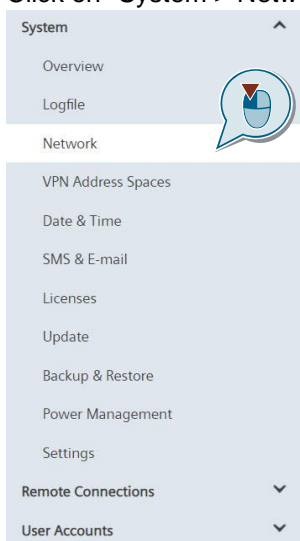 System
Overview
Logfile
Network
VPN Address Spaces
Date & Time
SMS & E-mail
Licenses
Update
Backup & Restore
Power Management
Settings
Remote Connections
User Accounts